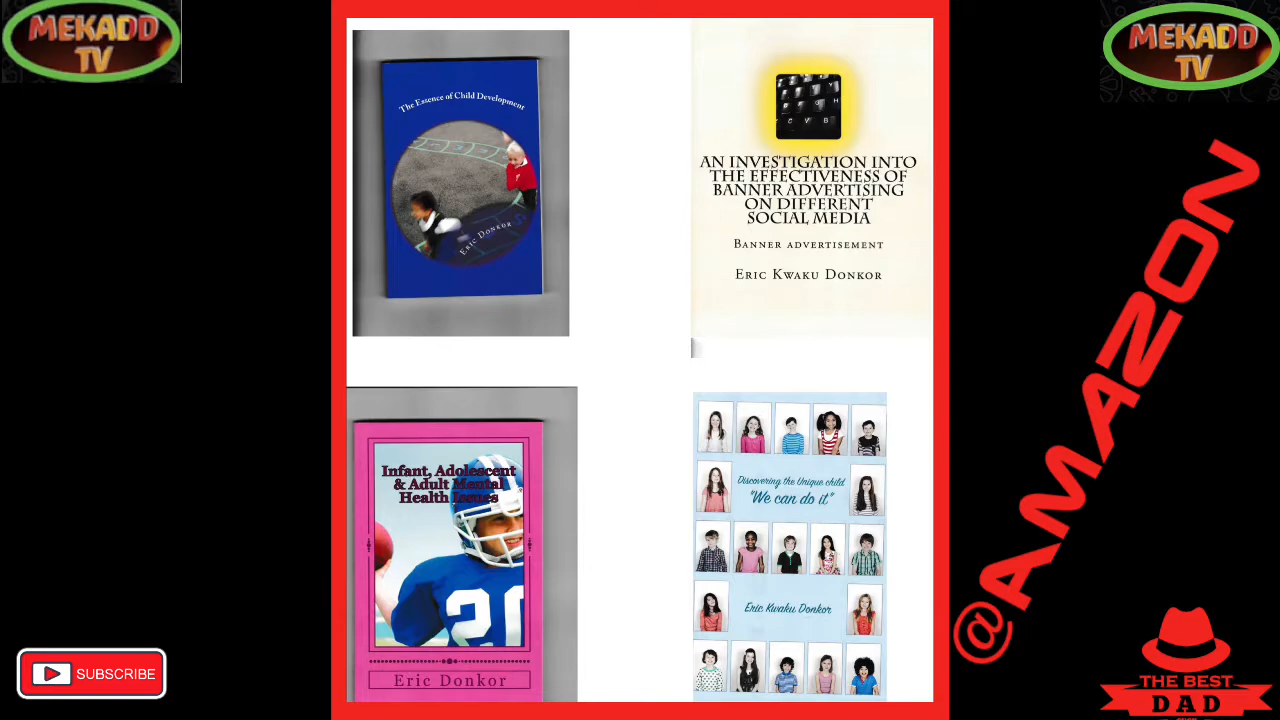 MEKADD
TV
MEKADD
TV
The Essence of Child Development
ERIC DONKOR
AN INVESTIGATION INTO
THE EFFECTIVENESS OF
BANNER ADVERTISING
ON DIFFERENT
SOCIAL MEDIA
BANNER ADVERTISEMENT
ERIC KWAKU DONKOR
Infant, Adolescent
& Adult Mental
Health Issues
20
Eric Donkor
Discovering the Unique child
"We can do it"
Eric Kwaku Donkor
@AMAZON
SUBSCRIBE
THE BEST
DAD